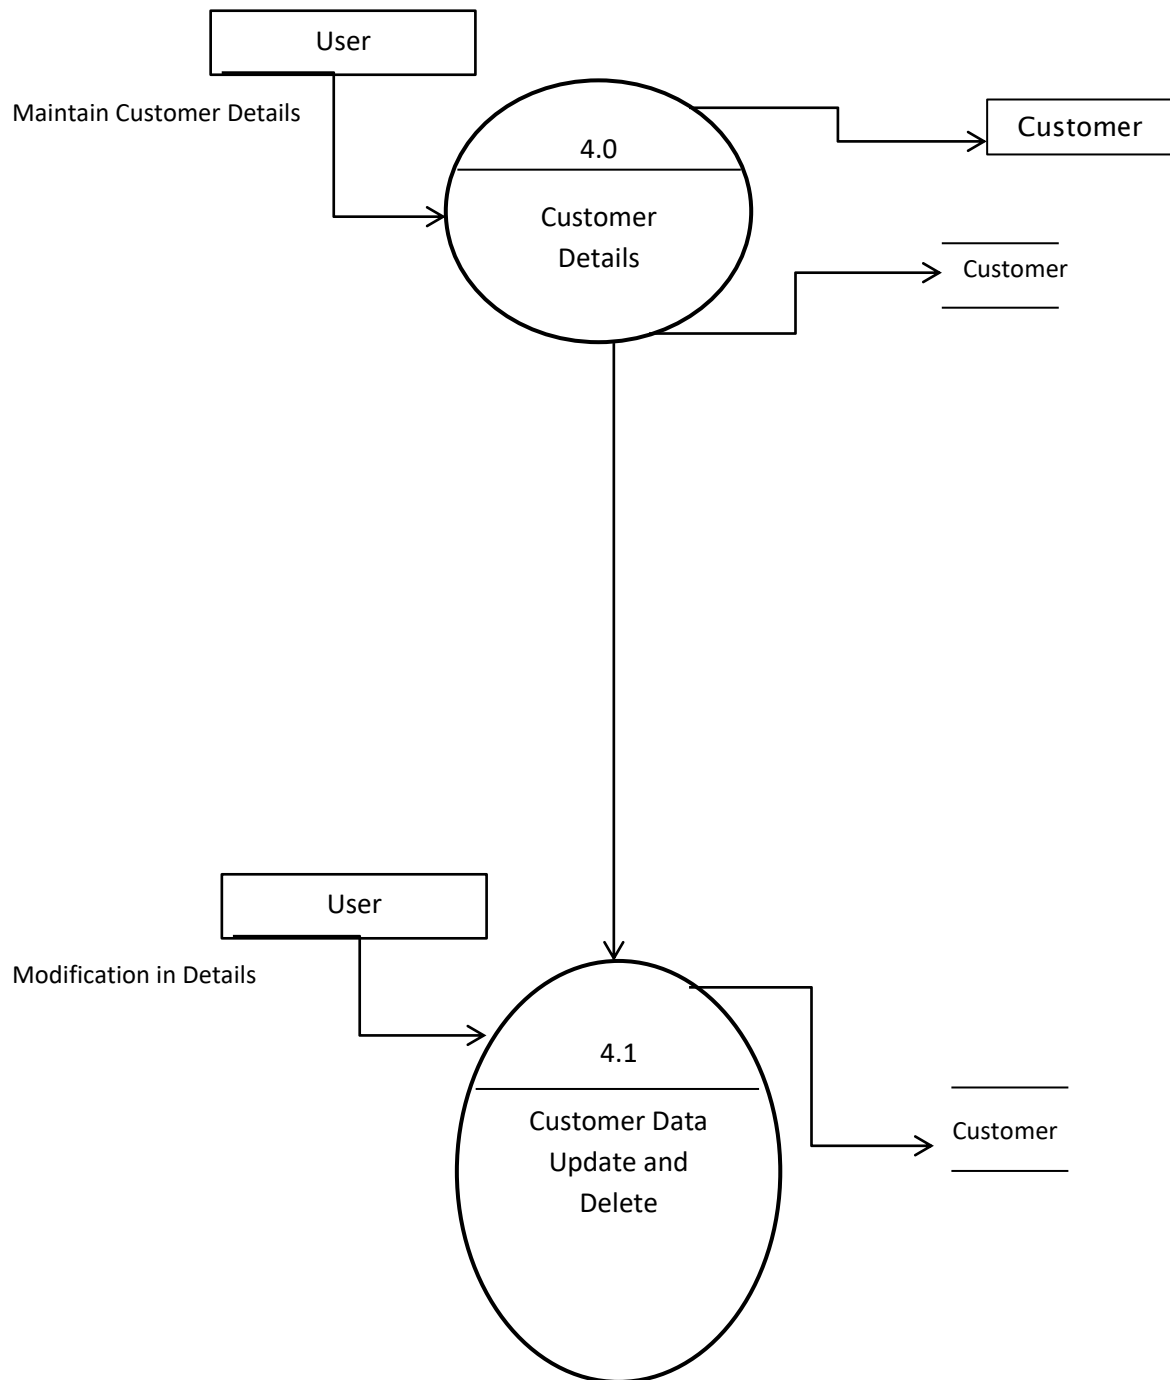 User
Maintain Customer Details
Customer
4.0
Customer
Details
Customer
User
Modification in Details
4.1
Customer Data
Update and
Delete
Customer